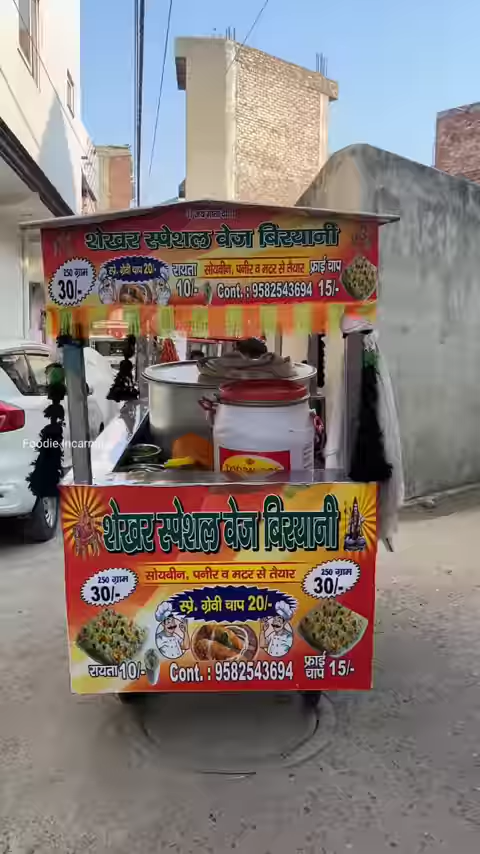 शेखर स्पेशल वेज बिरयानी
250 ग्राम
30/-
स्प्रे. ग्रेवी चाप 20/-
रायता
10/-
सोयबीन, पनीर व मटर से तैयार
Cont. : 9582543694
फ्राई चाप
15/-
Foodie Incarnate
शेखर स्पेशल वेज बिरयानी
सोयबीन, पनीर व मटर से तैयार
250 ग्राम
30/-
स्प्रे. ग्रेवी चाप 20/-
250 ग्राम
30/-
रायता 10/-
Cont. : 9582543694
फ्राई
चाप 15/-